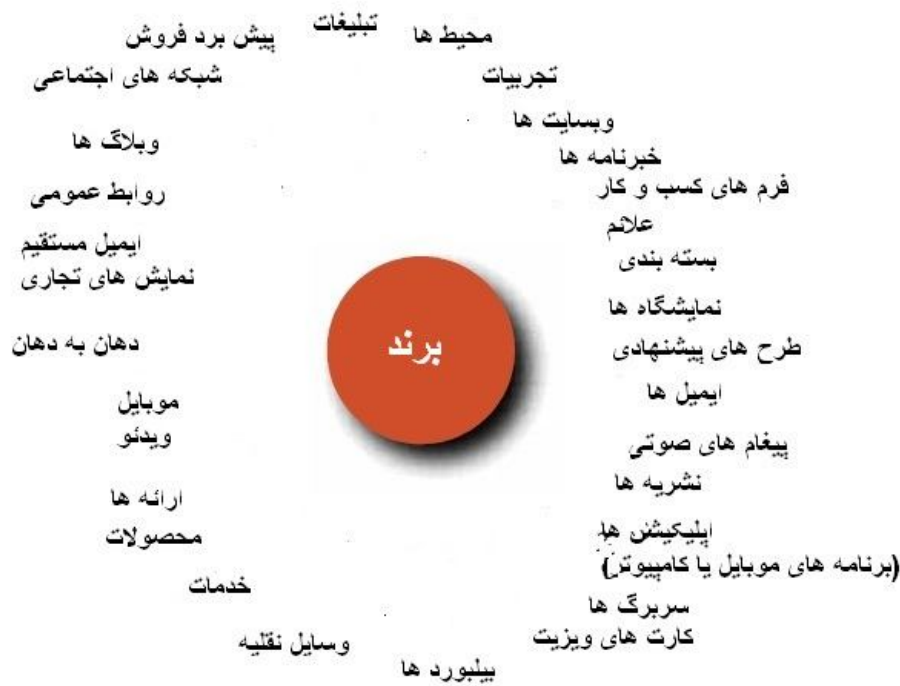 تبلیغات
محیط ها
تجربیات
وبسایت ها
خبرنامه ها
فرم های کسب و کار
علائم
بسته بندی
نمایشگاه ها
طرح های پیشنهادی
ایمیل ها
پیغام های صوتی
نشریه ها
اپلیکیشن ها
(برنامه های موبایل یا کامپیوتر)
سربرگ ها
کارت های ویزیت
بیلبورد ها
وسایل نقلیه
خدمات
محصولات
ارائه ها
ویدئو
موبایل
دهان به دهان
نمایش های تجاری
ایمیل مستقیم
روابط عمومی
وبلاگ ها
شبکه های اجتماعی
پیش برد فروش
برند